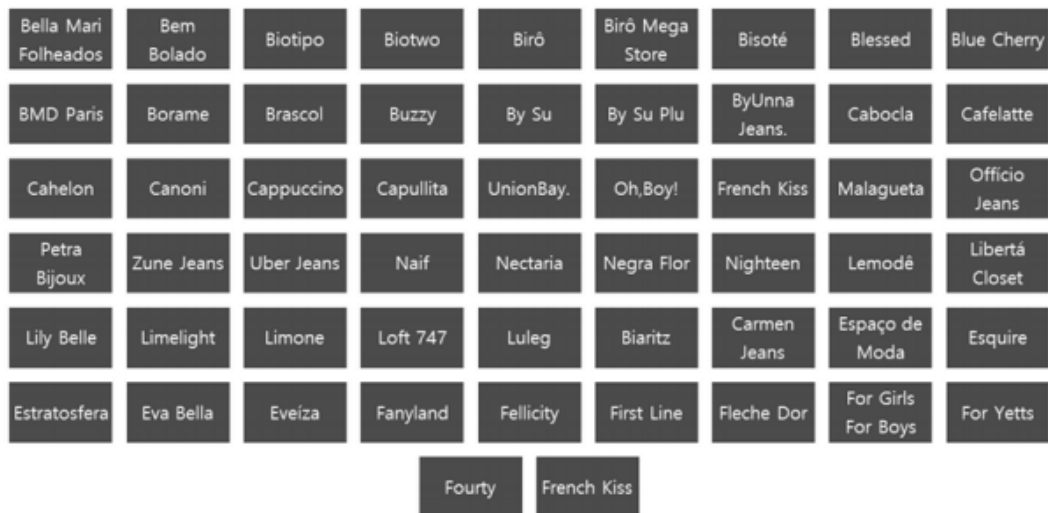 Bella Mari
Folheados
Bem
Bolado
Biotipo
Biotwo
Birô
Birô Mega
Store
Bisoté
Blessed
Blue Cherry
BMD Paris
Borame
Brascol
Buzzy
By Su
By Su Plu
ByUnna
Jeans.
Cabocla
Cafelatte
Cahelon
Canoni
Cappuccino
Capullita
UnionBay.
Oh,Boy!
French Kiss
Malagueta
Offício
Jeans
Petra
Bijoux
Zune Jeans
Uber Jeans
Naif
Nectaria
Negra Flor
Nighteen
Lemodê
Libertá
Closet
Lily Belle
Limelight
Limone
Loft 747
Luleg
Biaritz
Carmen
Jeans
Espaço de
Moda
Esquire
Estratosfera
Eva Bella
Eveíza
Fanyland
Fellicity
First Line
Fleche Dor
For Girls
For Boys
For Yetts
Fourty
French Kiss